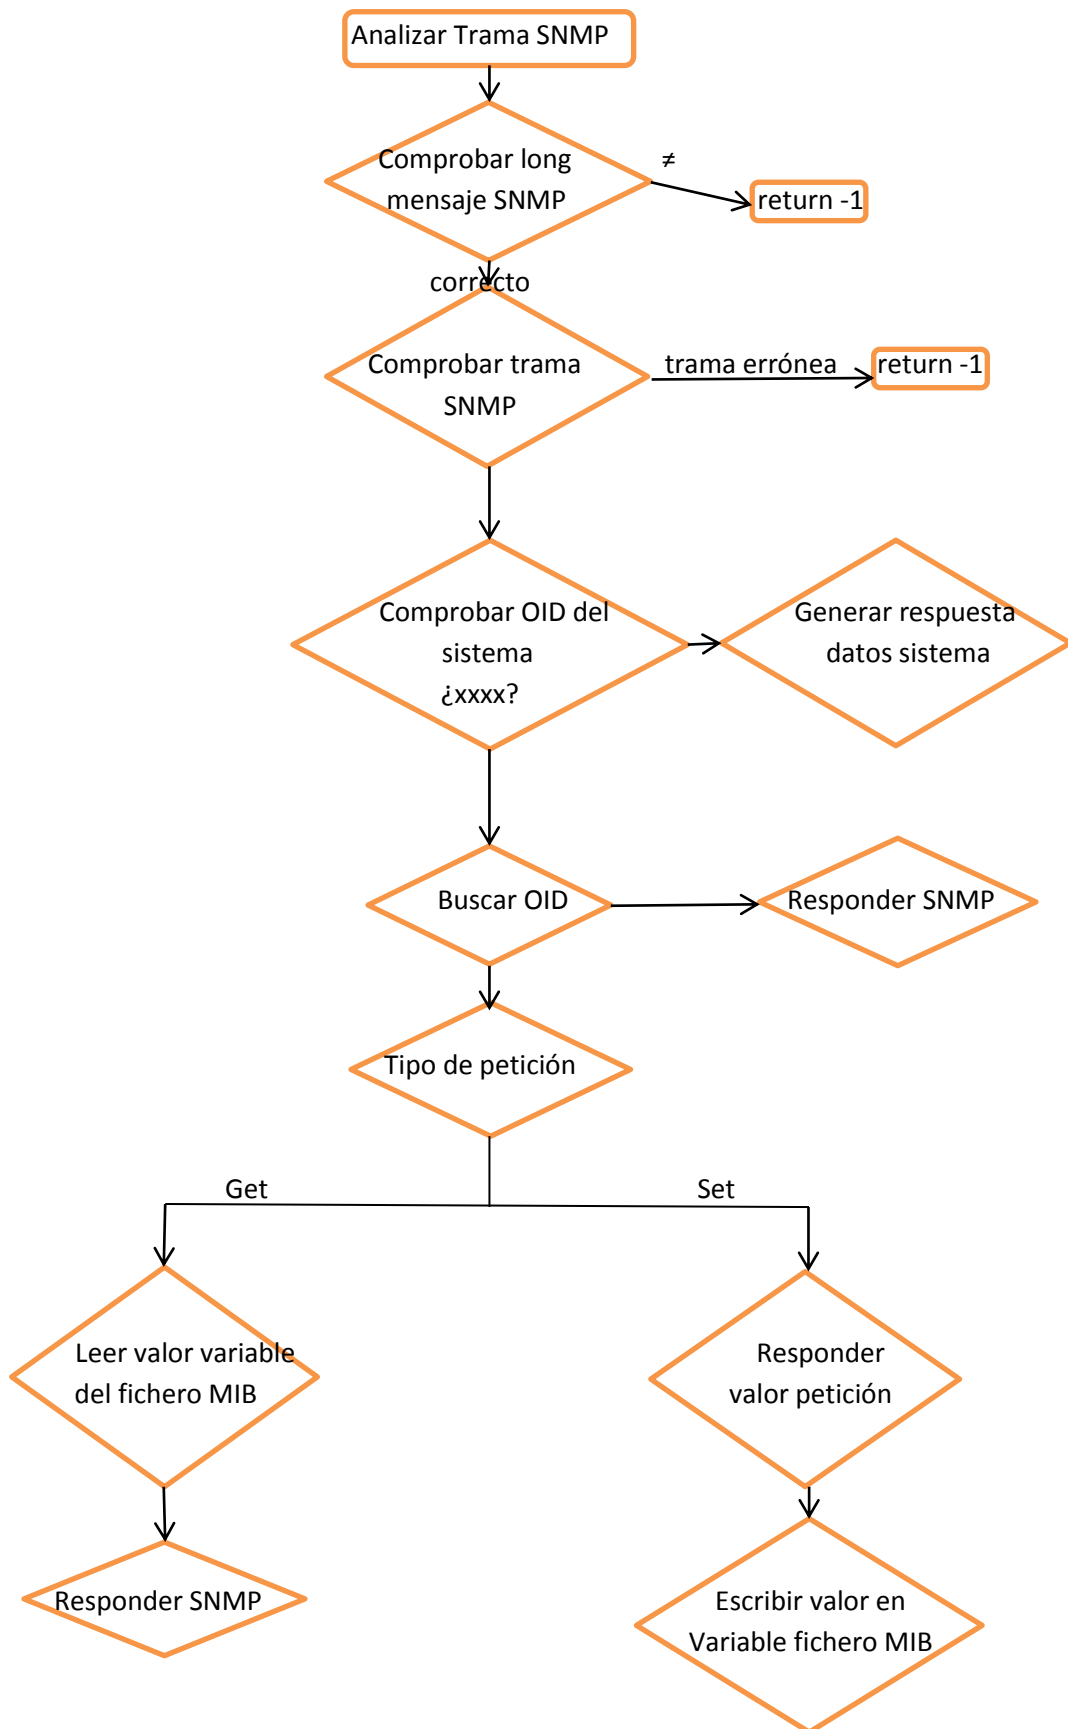 Analizar Trama SNMP
Comprobar long
mensaje SNMP
≠
return -1
correcto
Comprobar trama
SNMP
trama errónea
return -1
Comprobar OID del
sistema
¿xxxx?
Generar respuesta
datos sistema
Buscar OID
Responder SNMP
Tipo de petición
Get
Set
Leer valor variable
del fichero MIB
Responder
valor petición
Responder SNMP
Escribir valor en
Variable fichero MIB